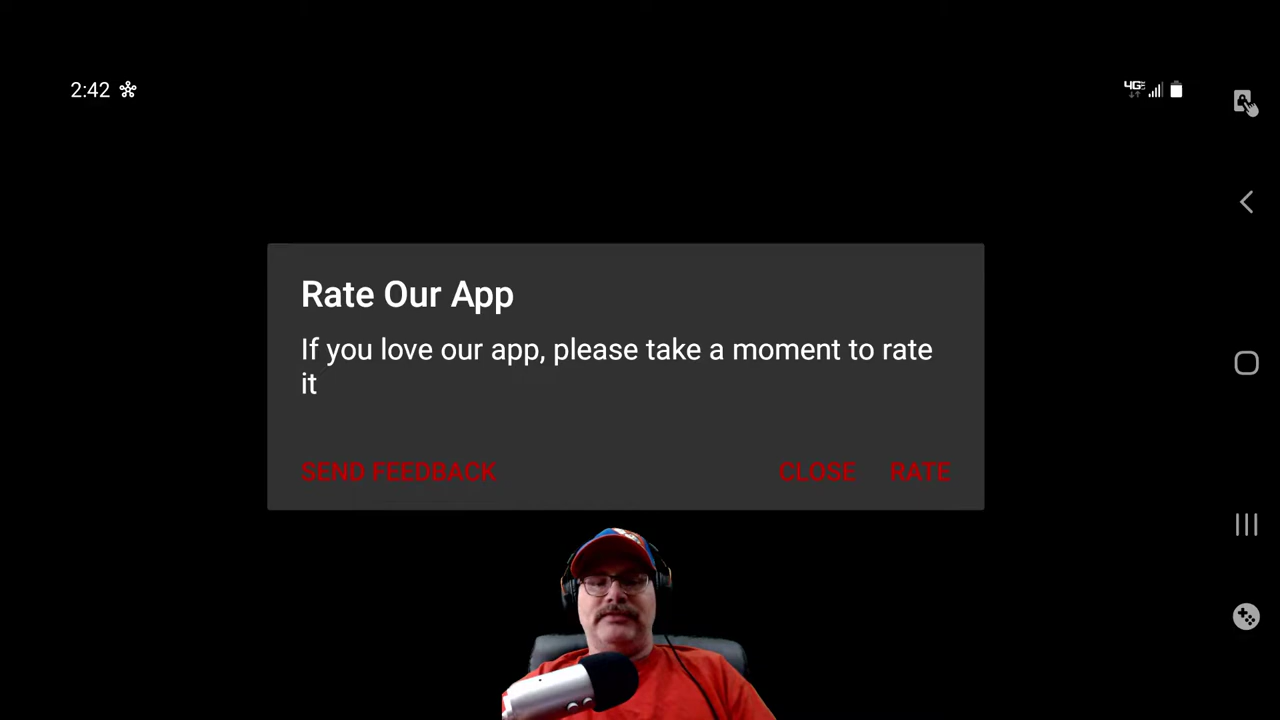 2:42
4G
Rate Our App
If you love our app, please take a moment to rate
it
SEND FEEDBACK CLOSE RATE